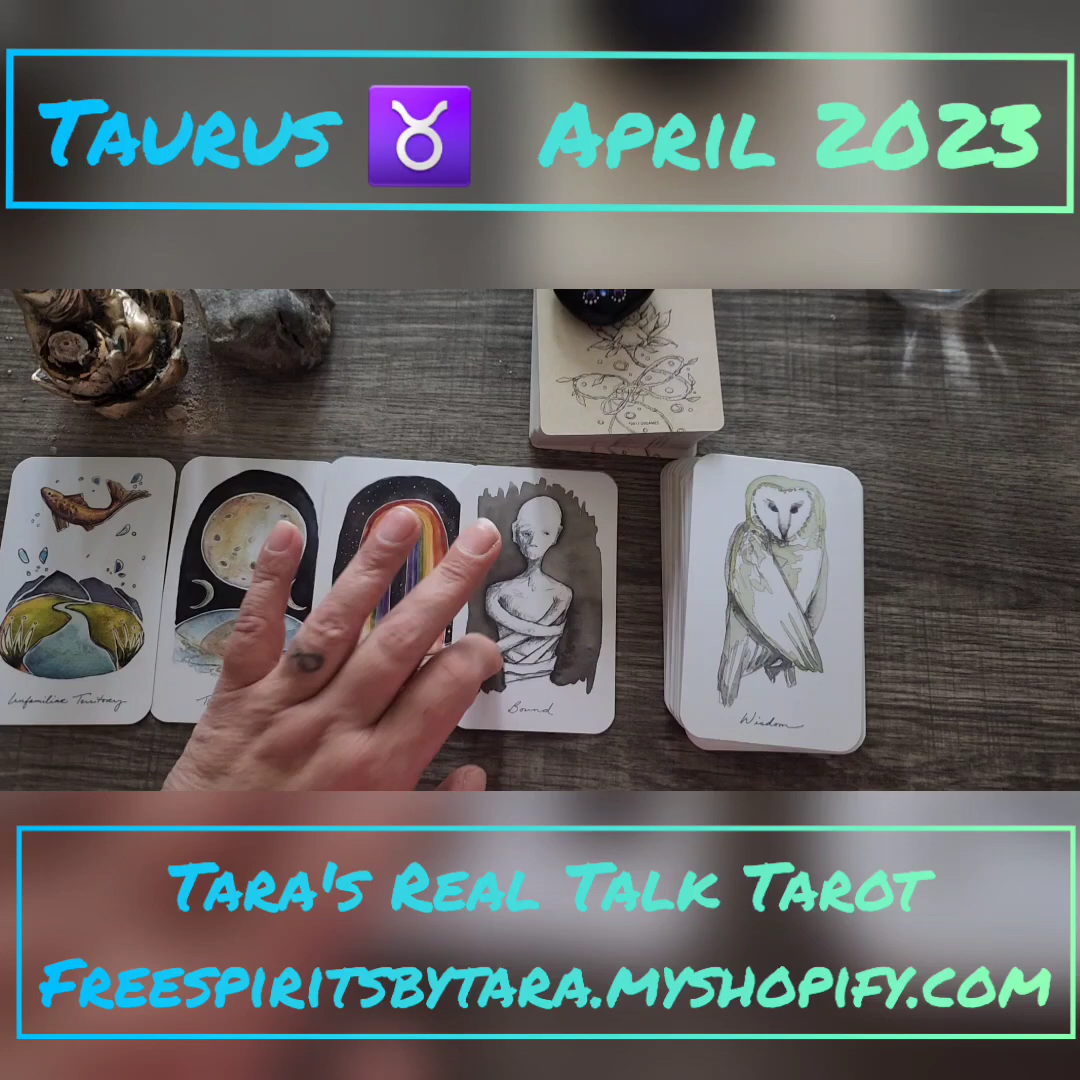 Taurus ♉ April 2023
Unfamiliar Territory
Bound
Wisdom
Tara's Real Talk Tarot
Freespiritsbytara.myshopify.com